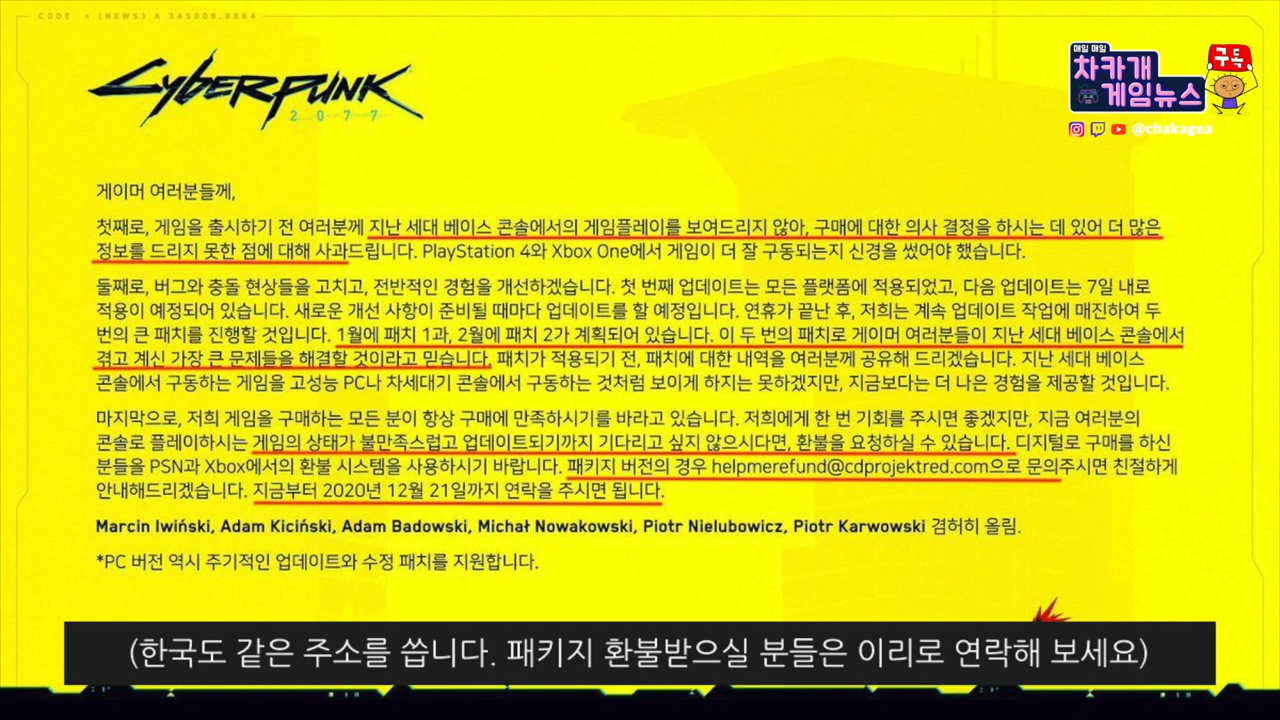 CODE × (NEWS) A 345009.8864
CYBERPUNK
2077
매일 매일
차카개
게임뉴스
구독
@chakagea
게이머 여러분들께,
첫째로, 게임을 출시하기 전 여러분께 지난 세대 베이스 콘솔에서의 게임플레이를 보여드리지 않아, 구매에 대한 의사 결정을 하시는 데 있어 더 많은
정보를 드리지 못한 점에 대해 사과드립니다. PlayStation 4와 Xbox One에서 게임이 더 잘 구동되는지 신경을 썼어야 했습니다.
둘째로, 버그와 충돌 현상들을 고치고, 전반적인 경험을 개선하겠습니다. 첫 번째 업데이트는 모든 플랫폼에 적용되었고, 다음 업데이트는 7일 내로
적용이 예정되어 있습니다. 새로운 개선 사항이 준비될 때마다 업데이트를 할 예정입니다. 연휴가 끝난 후, 저희는 계속 업데이트 작업에 매진하여 두
번의 큰 패치를 진행할 것입니다. 1월에 패치 1과, 2월에 패치 2가 계획되어 있습니다. 이 두 번의 패치로 게이머 여러분들이 지난 세대 베이스 콘솔에서
겪고 계신 가장 큰 문제들을 해결할 것이라고 믿습니다. 패치가 적용되기 전, 패치에 대한 내역을 여러분께 공유해 드리겠습니다. 지난 세대 베이스
콘솔에서 구동하는 게임을 고성능 PC나 차세대기 콘솔에서 구동하는 것처럼 보이게 하지는 못하겠지만, 지금보다는 더 나은 경험을 제공할 것입니다.
마지막으로, 저희 게임을 구매하는 모든 분이 항상 구매에 만족하시기를 바라고 있습니다. 저희에게 한 번 기회를 주시면 좋겠지만, 지금 여러분의
콘솔로 플레이하시는 게임의 상태가 불만족스럽고 업데이트되기까지 기다리고 싶지 않으시다면, 환불을 요청하실 수 있습니다. 디지털로 구매를 하신
분들을 PSN과 Xbox에서의 환불 시스템을 사용하시기 바랍니다. 패키지 버전의 경우 helpmerefund@cdprojektred.com으로 문의주시면 친절하게
안내해드리겠습니다. 지금부터 2020년 12월 21일까지 연락을 주시면 됩니다.
Marcin Iwiński, Adam Kiciński, Adam Badowski, Michał Nowakowski, Piotr Nielubowicz, Piotr Karwowski 겸허히 올림.
*PC 버전 역시 주기적인 업데이트와 수정 패치를 지원합니다.
(한국도 같은 주소를 씁니다. 패키지 환불받으실 분들은 이리로 연락해 보세요)